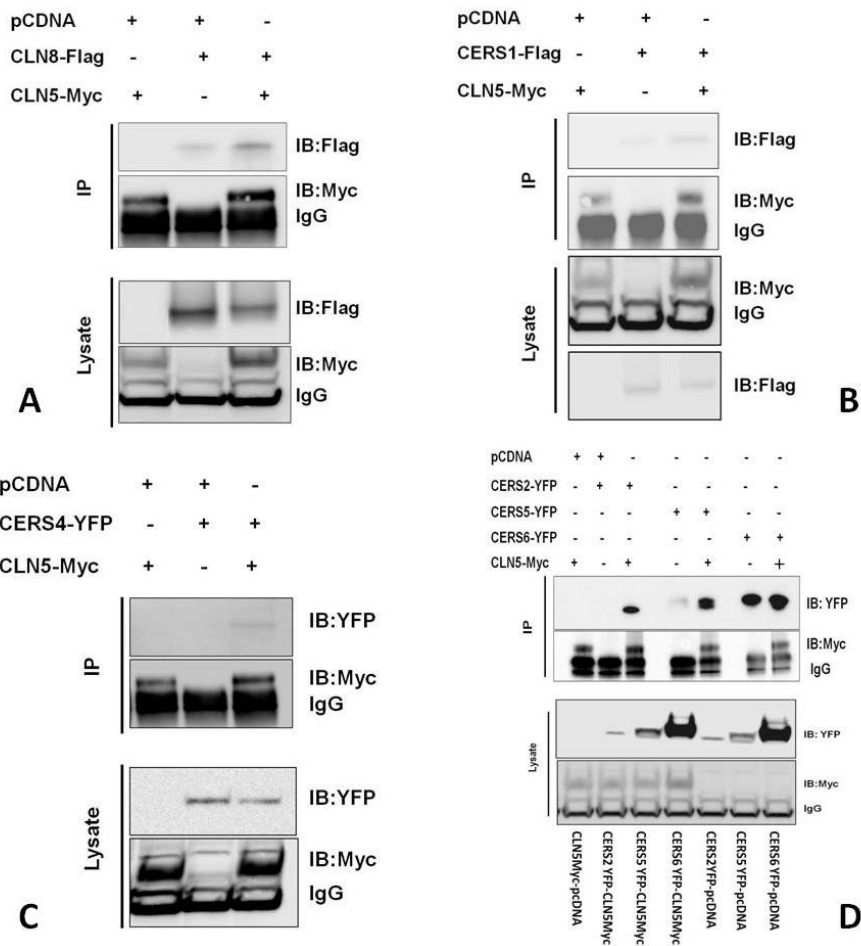 pCDNA + + -
CLN8-Flag - + +
CLN5-Myc + - +
IP
IB:Flag
IB:Myc
IgG
Lysate
IB:Flag
IB:Myc
IgG
A
pCDNA + + -
CERS1-Flag - + +
CLN5-Myc + - +
IP
IB:Flag
IB:Myc
IgG
Lysate
IB:Myc
IgG
IB:Flag
B
pCDNA + + -
CERS4-YFP - + +
CLN5-Myc + - +
IP
IB:YFP
IB:Myc
IgG
Lysate
IB:YFP
IB:Myc
IgG
C
pCDNA + + - - - - -
CERS2-YFP - + + - - - -
CERS5-YFP - - - + + - -
CERS6-YFP - - - - - + +
CLN5-Myc + - + - + - +
IP
IB: YFP
IB:Myc
IgG
Lysate
IB: YFP
IB:Myc
IgG
CLN5Myc-pcDNA
CERS2 YFP-CLN5Myc
CERS5 YFP-CLN5Myc
CERS6 YFP-CLN5Myc
CERS2YFP-pcDNA
CERS5 YFP-pcDNA
CERS6 YFP-pcDNA
D